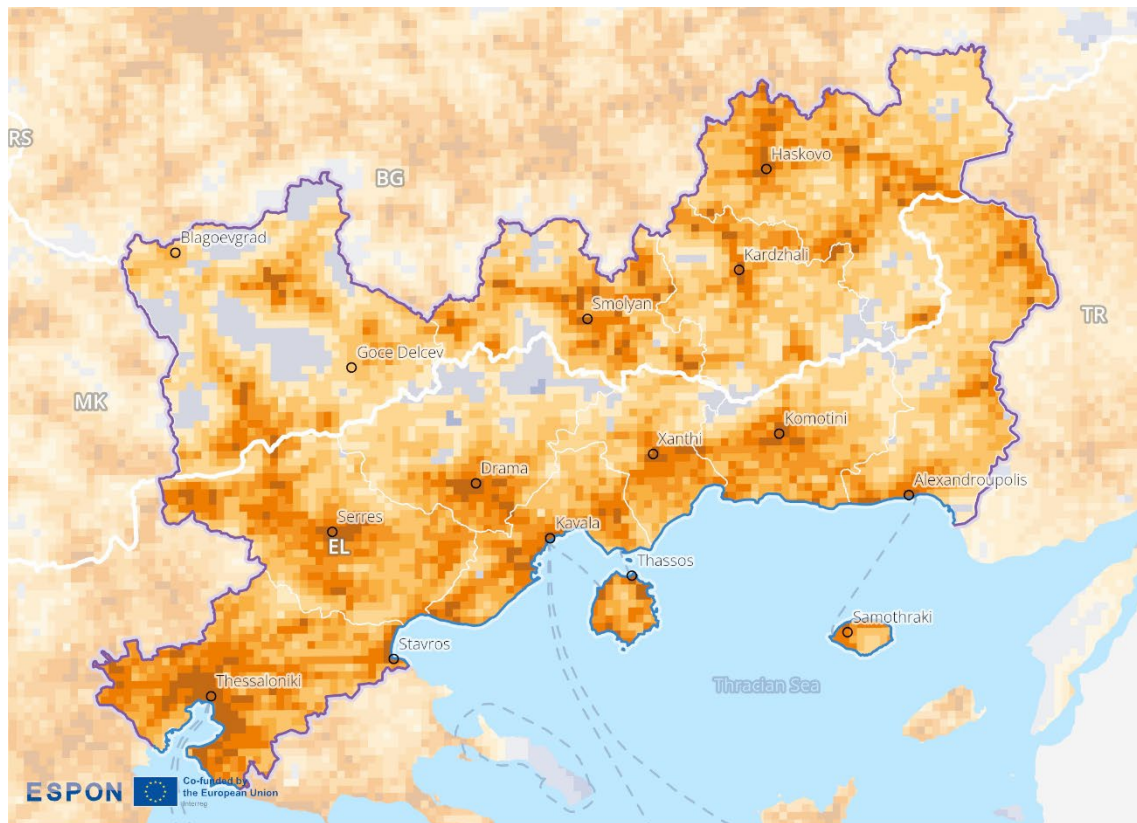 RS
BG
Haskovo
Blagoevgrad
Kardzhali
Smolyan
TR
Goce Delcev
MK
Komotini
Xanthi
Drama
Alexandroupolis
Serres
EL
Kavala
Thassos
Samothraki
Stavros
Thracian Sea
Thessaloniki
ESPON
Co-funded by
the European Union
Interreg